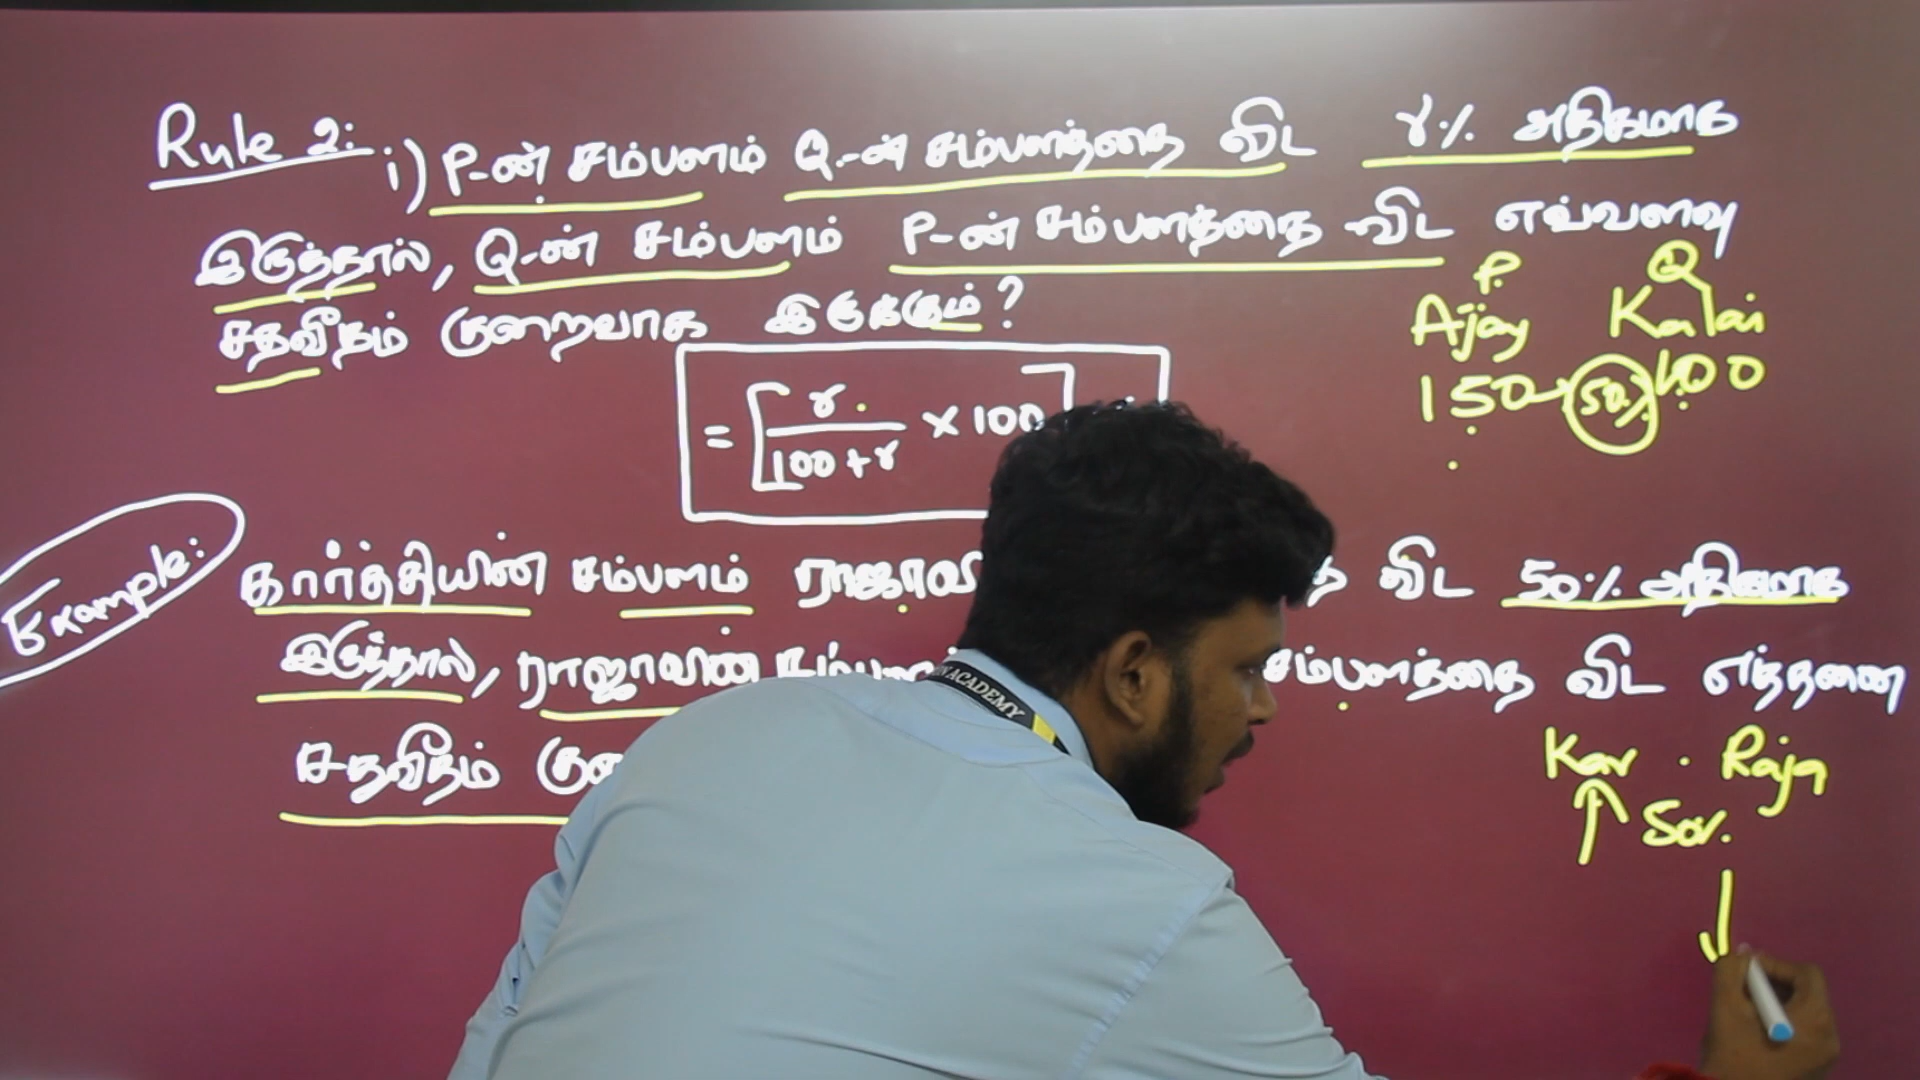 Rule 2: i) P-ன் சம்பளம் Q-ன் சம்பளத்தை விட r% அதிகமாக
இருந்தால், Q-ன் சம்பளம் P-ன் சம்பளத்தை விட எவ்வளவு
சதவீதம் குறைவாக இருக்கும்?
P Q
Ajay Kalai
150 50% 100
= [r / 100 + r × 100]
Example: கார்த்தியின் சம்பளம் விட 50% அதிகமாக
இருந்தால், ராஜாவின் சம்பளத்தை விட எத்தனை
சதவீதம்
Kar Raja
50%
ACADEMY